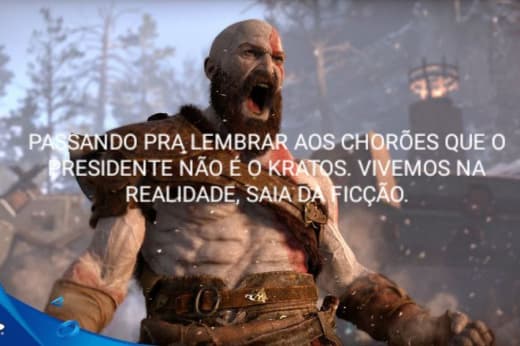 PASSANDO PRA LEMBRAR AOS CHORÕES QUE O
PRESIDENTE NÃO É O KRATOS. VIVEMOS NA
REALIDADE, SAIA DA FICÇÃO.